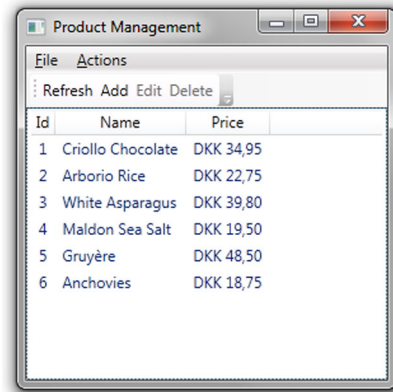 Product Management
File Actions
Refresh Add Edit Delete
Id Name Price
1 Criollo Chocolate DKK 34,95
2 Arborio Rice DKK 22,75
3 White Asparagus DKK 39,80
4 Maldon Sea Salt DKK 19,50
5 Gruyère DKK 48,50
6 Anchovies DKK 18,75